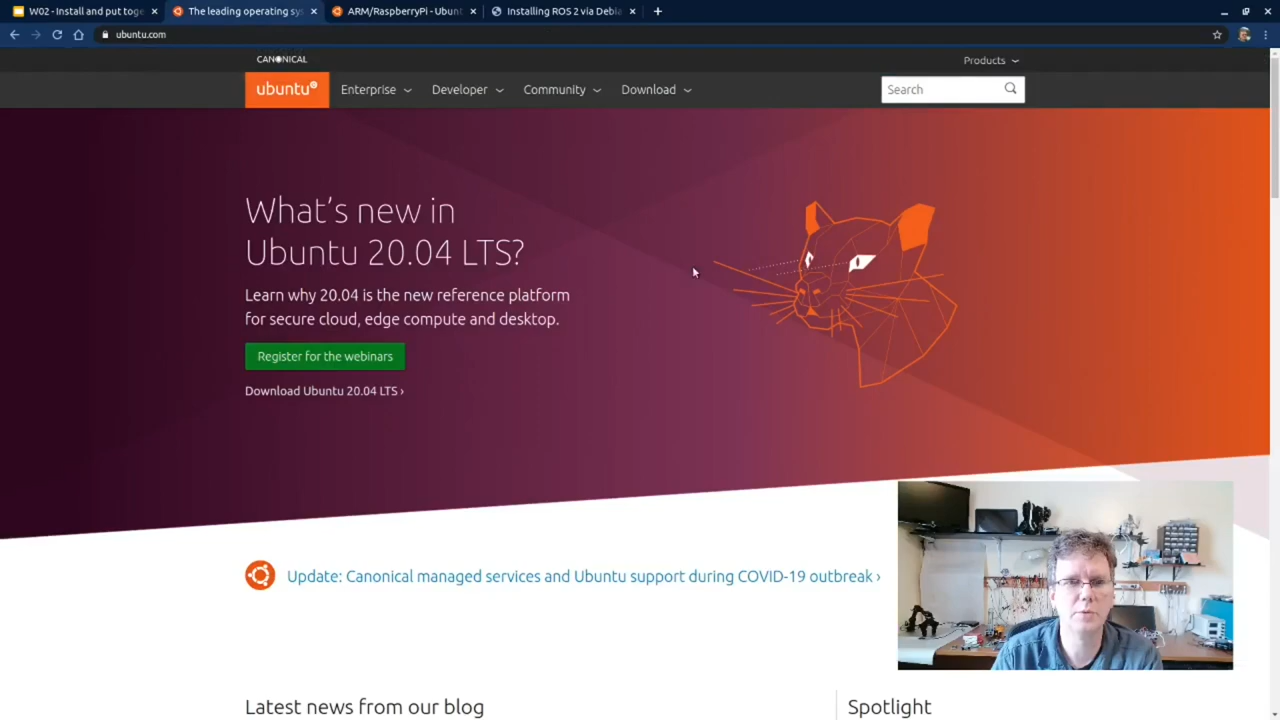 W02 - Install and put toge
The leading operating sys
ARM/RaspberryPi - Ubunt
Installing ROS 2 via Debia
ubuntu.com
CANONICAL
Products
ubuntu®
Enterprise
Developer
Community
Download
Search
What's new in
Ubuntu 20.04 LTS?
Learn why 20.04 is the new reference platform
for secure cloud, edge compute and desktop.
Register for the webinars
Download Ubuntu 20.04 LTS ›
Update: Canonical managed services and Ubuntu support during COVID-19 outbreak ›
Latest news from our blog
Spotlight